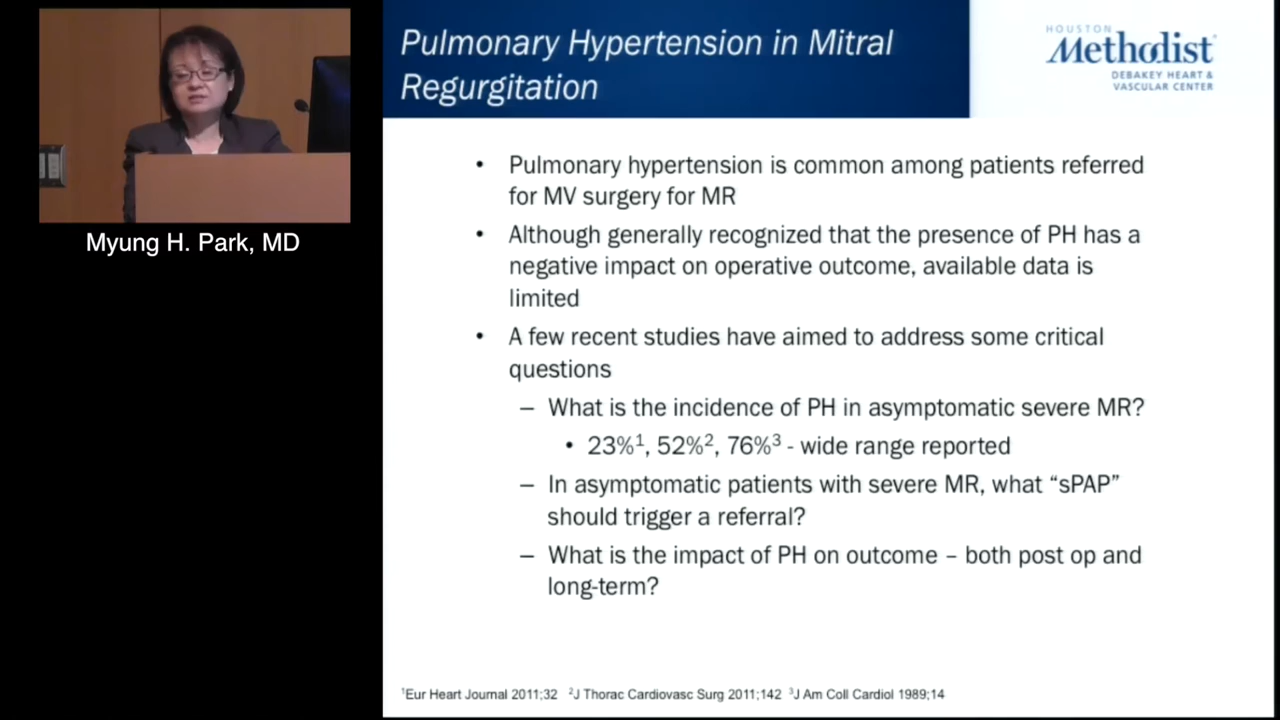 Pulmonary Hypertension in Mitral
Regurgitation
HOUSTON
Methodist
DEBAKEY HEART &
VASCULAR CENTER
Myung H. Park, MD
• Pulmonary hypertension is common among patients referred
for MV surgery for MR
• Although generally recognized that the presence of PH has a
negative impact on operative outcome, available data is
limited
• A few recent studies have aimed to address some critical
questions
– What is the incidence of PH in asymptomatic severe MR?
• 23%¹, 52%², 76%³ - wide range reported
– In asymptomatic patients with severe MR, what “sPAP”
should trigger a referral?
– What is the impact of PH on outcome – both post op and
long-term?
¹Eur Heart Journal 2011;32 ²J Thorac Cardiovasc Surg 2011;142 ³J Am Coll Cardiol 1989;14